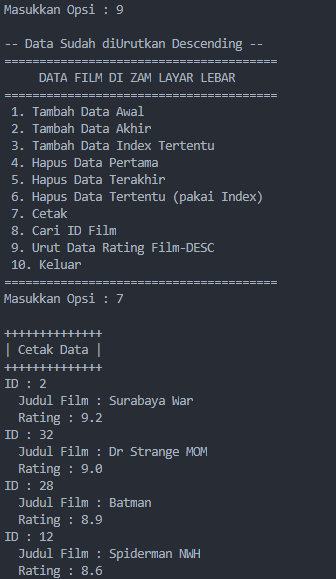 Masukkan Opsi : 9
-- Data Sudah diUrutkan Descending --
=======================================
DATA FILM DI ZAM LAYAR LEBAR
=======================================
1. Tambah Data Awal
2. Tambah Data Akhir
3. Tambah Data Index Tertentu
4. Hapus Data Pertama
5. Hapus Data Terakhir
6. Hapus Data Tertentu (pakai Index)
7. Cetak
8. Cari ID Film
9. Urut Data Rating Film-DESC
10. Keluar
=======================================
Masukkan Opsi : 7
++++++++++++++
| Cetak Data |
++++++++++++++
ID : 2
Judul Film : Surabaya War
Rating : 9.2
ID : 32
Judul Film : Dr Strange MOM
Rating : 9.0
ID : 28
Judul Film : Batman
Rating : 8.9
ID : 12
Judul Film : Spiderman NWH
Rating : 8.6